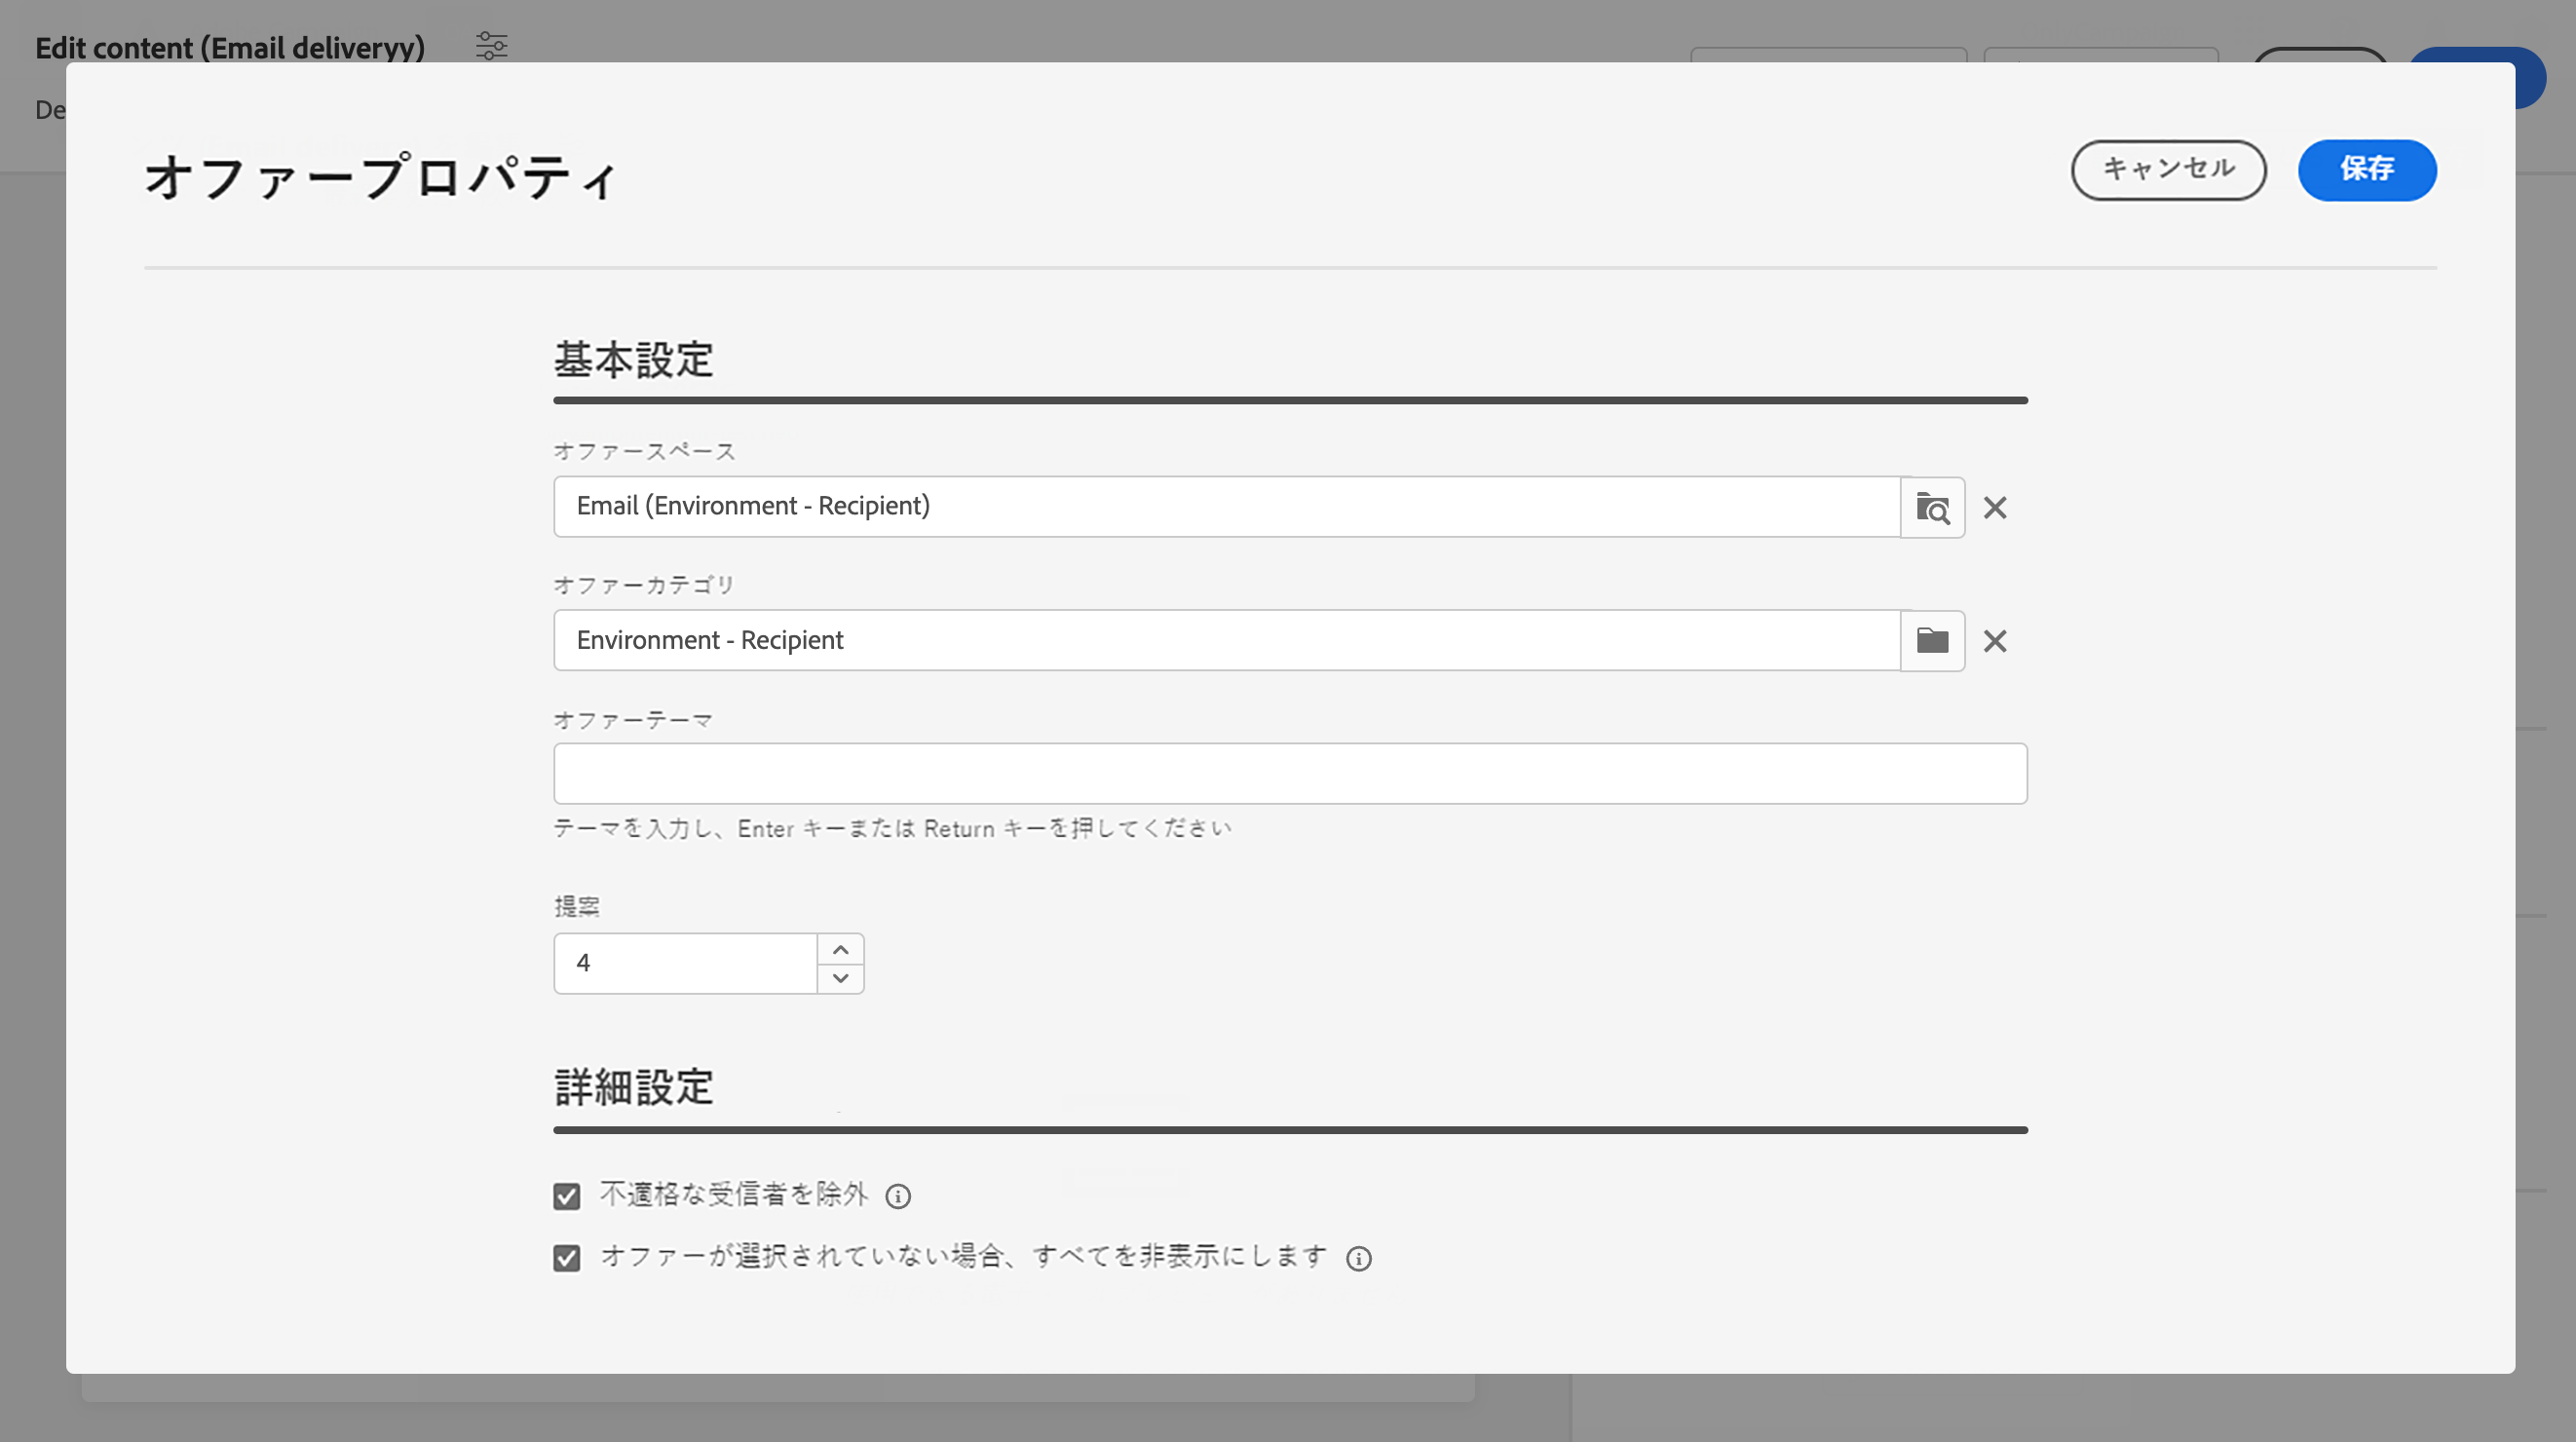 Edit content (Email deliveryy)
De
オファープロパティ
キャンセル
保存
基本設定
オファースペース
Email (Environment - Recipient)
オファーカテゴリ
Environment - Recipient
オファーテーマ
テーマを入力し、Enter キーまたは Return キーを押してください
提案
4
詳細設定
不適格な受信者を除外
オファーが選択されていない場合、すべてを非表示にします